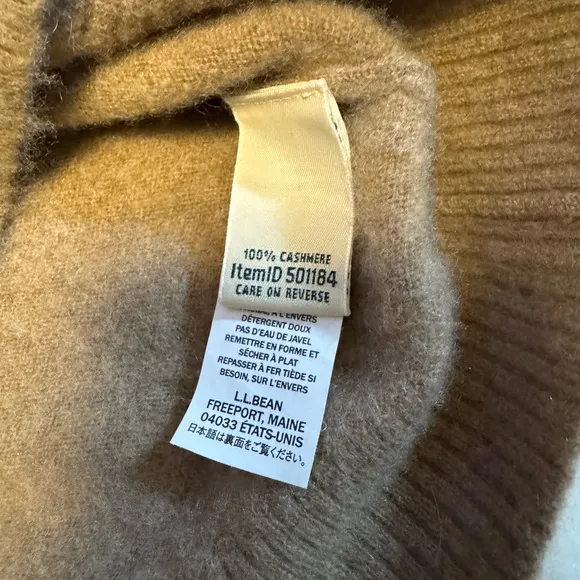 100% CASHMERE
ItemID 501184
CARE ON REVERSE
À L'ENVERS
DÉTERGENT DOUX
PAS D'EAU DE JAVEL
REMETTRE EN FORME ET
SÉCHER À PLAT
REPASSER À FER TIÈDE SI
BESOIN, SUR L'ENVERS
L.L.BEAN
FREEPORT, MAINE
04033 ÉTATS-UNIS
日本語は裏面をご覧ください。